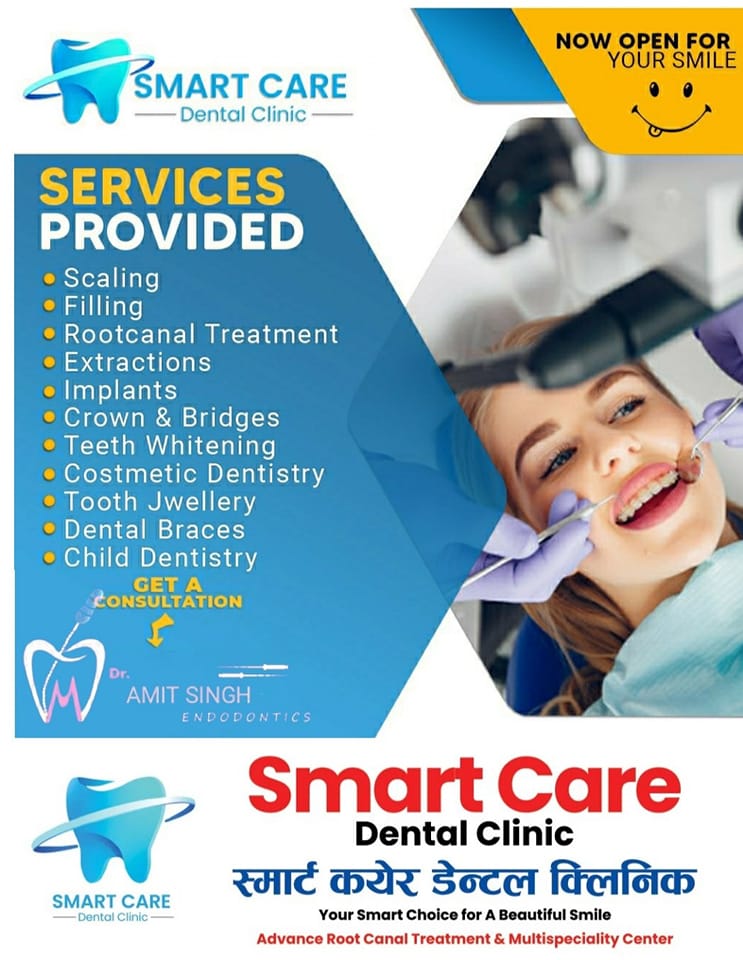 SMART CARE
Dental Clinic
NOW OPEN FOR
YOUR SMILE
SERVICES
PROVIDED
Scaling
Filling
Rootcanal Treatment
Extractions
Implants
Crown & Bridges
Teeth Whitening
Costmetic Dentistry
Tooth Jwellery
Dental Braces
Child Dentistry
GET A
CONSULTATION
M
Dr.
AMIT SINGH
ENDODONTICS
SMART CARE
Dental Clinic
Smart Care
Dental Clinic
स्मार्ट कयेर डेन्टल क्लिनिक
Your Smart Choice for A Beautiful Smile
Advance Root Canal Treatment & Multispeciality Center